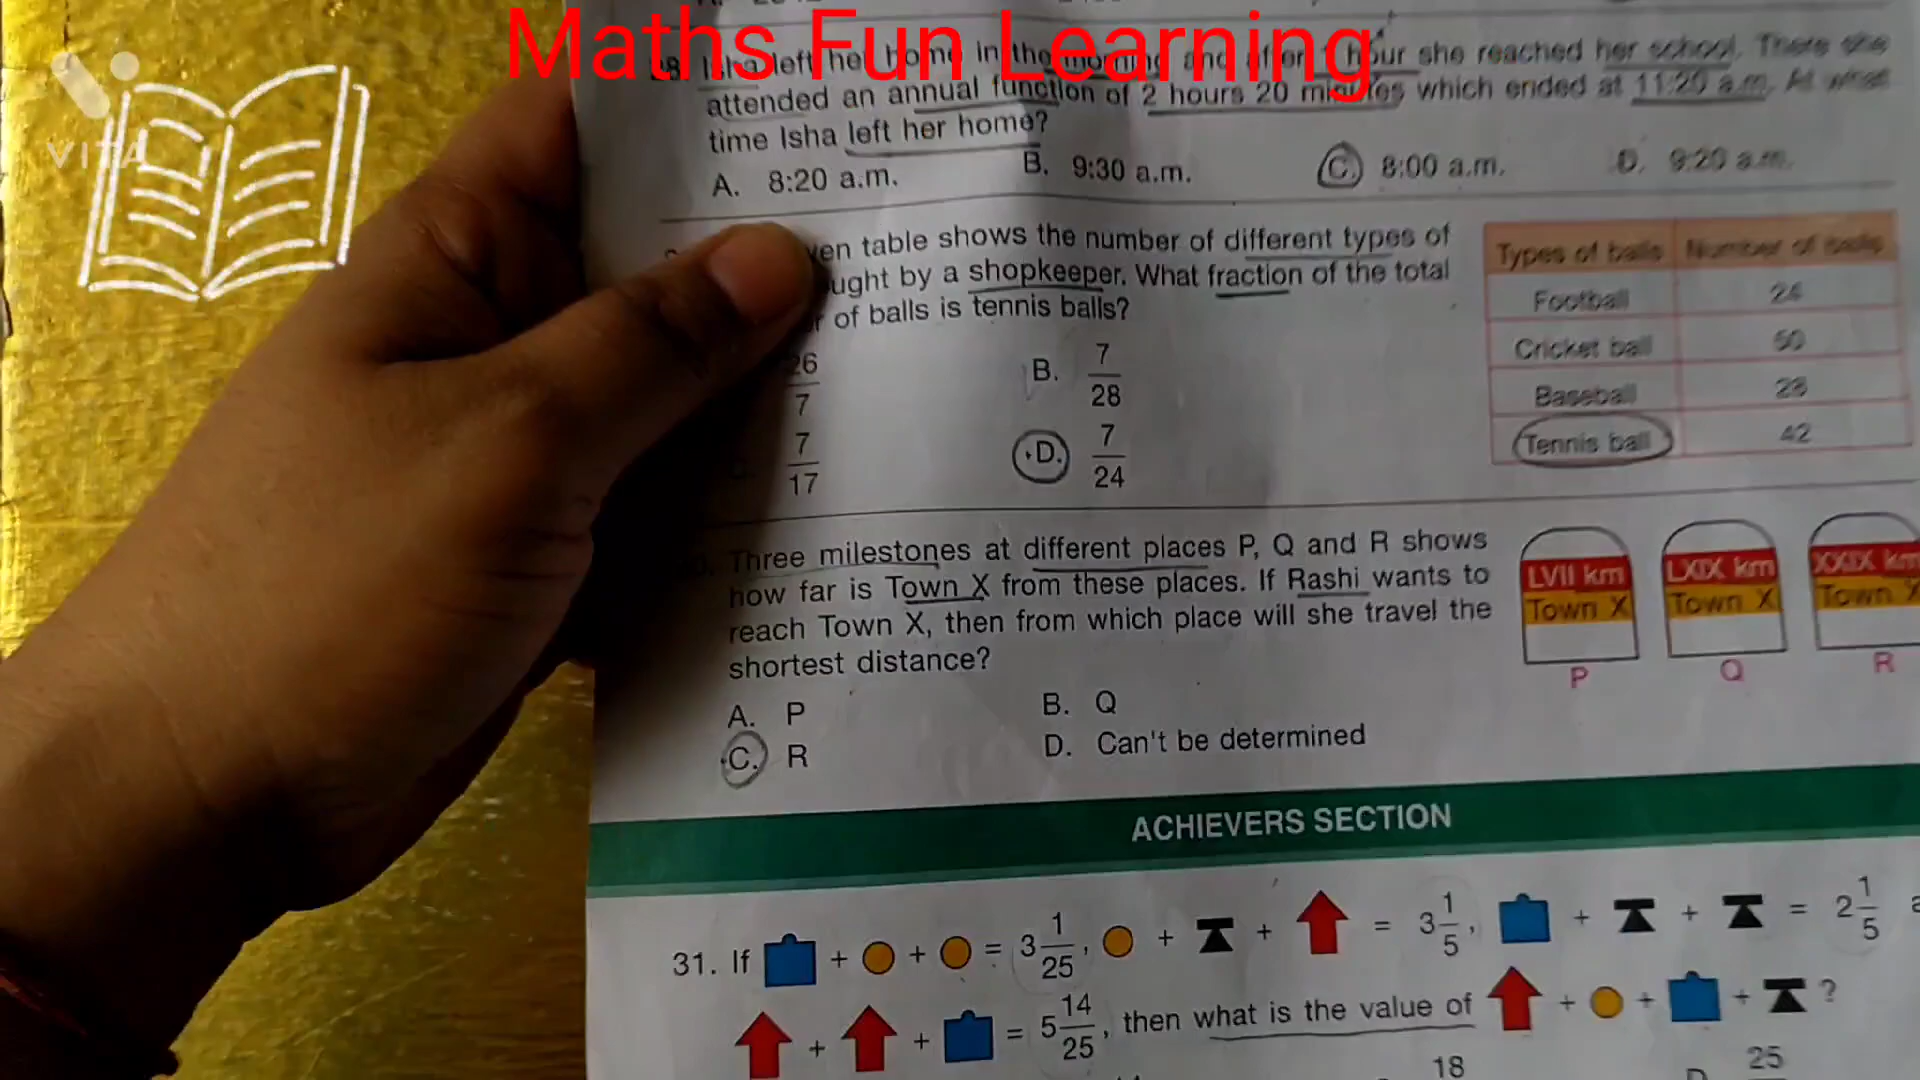 Maths Fun Learning
VITA
Isha left her home in the morning and after 1 hour she reached her school. There she
attended an annual function of 2 hours 20 minutes which ended at 11:20 a.m. At what
time Isha left her home?
A. 8:20 a.m. B. 9:30 a.m. C. 8:00 a.m. D. 9:20 a.m.
table shows the number of different types of
by a shopkeeper. What fraction of the total
of balls is tennis balls?
26/7 B. 7/28
7/17 D. 7/24
Types of balls Number of balls
Football 24
Cricket ball 50
Baseball 28
Tennis ball 42
Three milestones at different places P, Q and R shows
how far is Town X from these places. If Rashi wants to
reach Town X, then from which place will she travel the
shortest distance?
LVII km LXIX km XXIX km
Town X Town X Town X
P Q R
A. P B. Q
C. R D. Can't be determined
ACHIEVERS SECTION
31. If + + = 3 1/25, + + = 3 1/5, + + = 2 1/5
+ + = 5 14/25, then what is the value of + + + ?
18 25